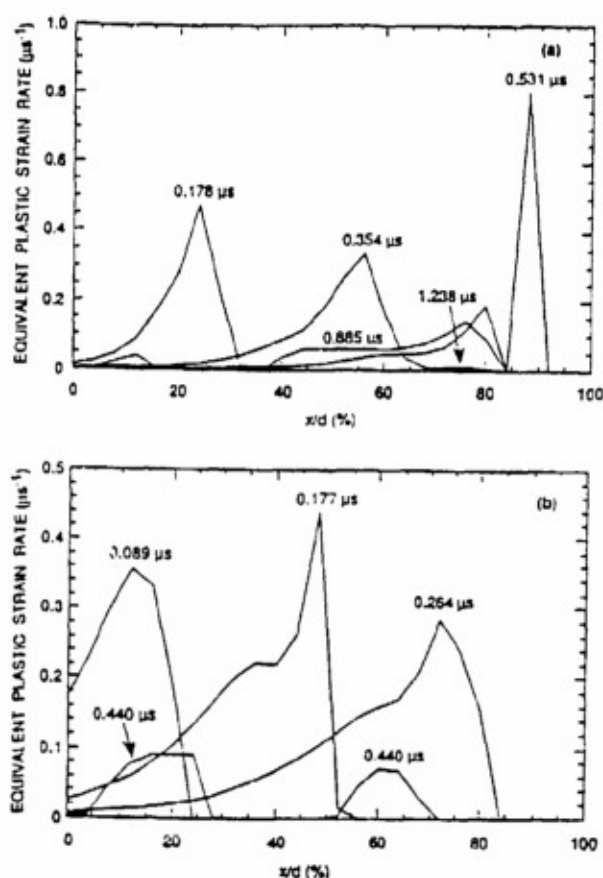 (a)
EQUIVALENT PLASTIC STRAIN RATE (µs-1)
1.0
0.8
0.6
0.4
0.2
0
0.531 µs
0.178 µs
0.354 µs
1.238 µs
0.885 µs
0 20 40 60 80 100
x/d (%)
(b)
EQUIVALENT PLASTIC STRAIN RATE (µs-1)
0.5
0.4
0.3
0.2
0.1
0
0.177 µs
0.089 µs
0.264 µs
0.440 µs
0.440 µs
0 20 40 60 80 100
x/d (%)